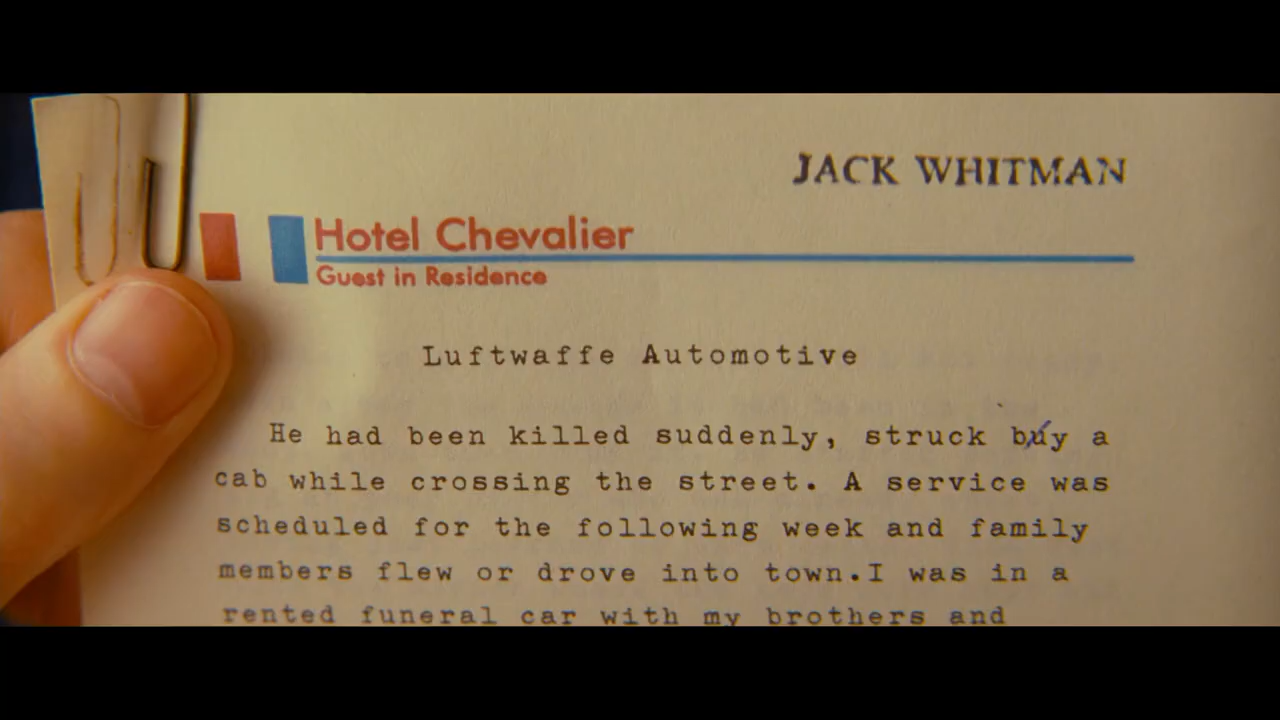 JACK WHITMAN
Hotel Chevalier
Guest in Residence
Luftwaffe Automotive
He had been killed suddenly, struck buy a
cab while crossing the street. A service was
scheduled for the following week and family
members flew or drove into town.I was in a
rented funeral car with my brothers and